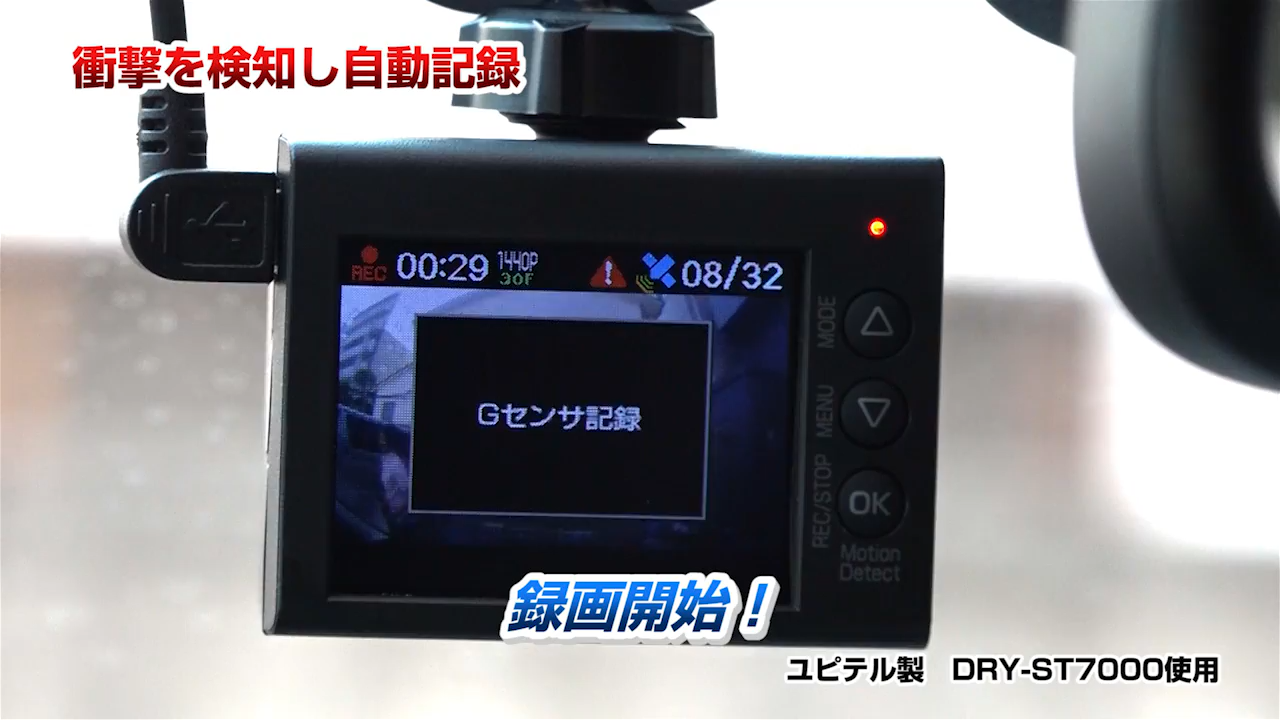 衝撃を検知し自動記録
REC 00:29 1440P 30F 08/32
Gセンサ記録
MODE
MENU
REC/STOP
OK
Motion
Detect
録画開始！
ユピテル製 DRY-ST7000使用